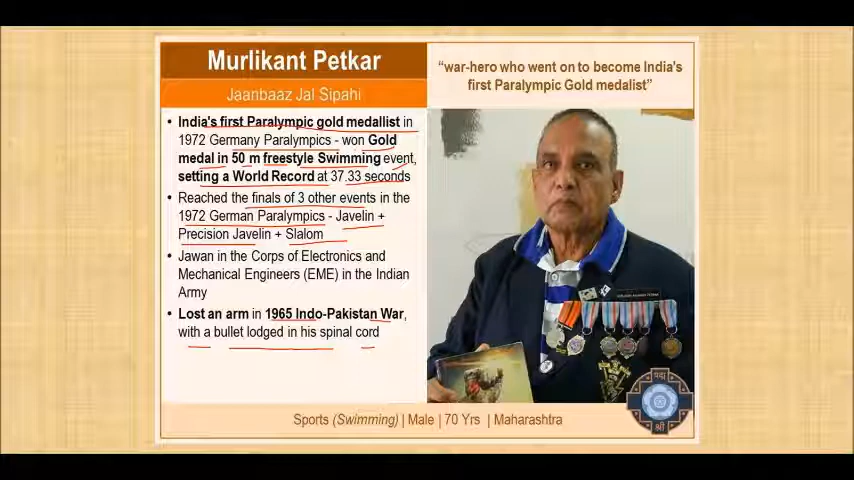 Murlikant Petkar
Jaanbaaz Jal Sipahi
“war-hero who went on to become India's
first Paralympic Gold medalist”
• India's first Paralympic gold medallist in
1972 Germany Paralympics - won Gold
medal in 50 m freestyle Swimming event,
setting a World Record at 37.33 seconds
• Reached the finals of 3 other events in the
1972 German Paralympics - Javelin +
Precision Javelin + Slalom
• Jawan in the Corps of Electronics and
Mechanical Engineers (EME) in the Indian
Army
• Lost an arm in 1965 Indo-Pakistan War,
with a bullet lodged in his spinal cord
पद्म
श्री
Sports (Swimming) | Male | 70 Yrs | Maharashtra